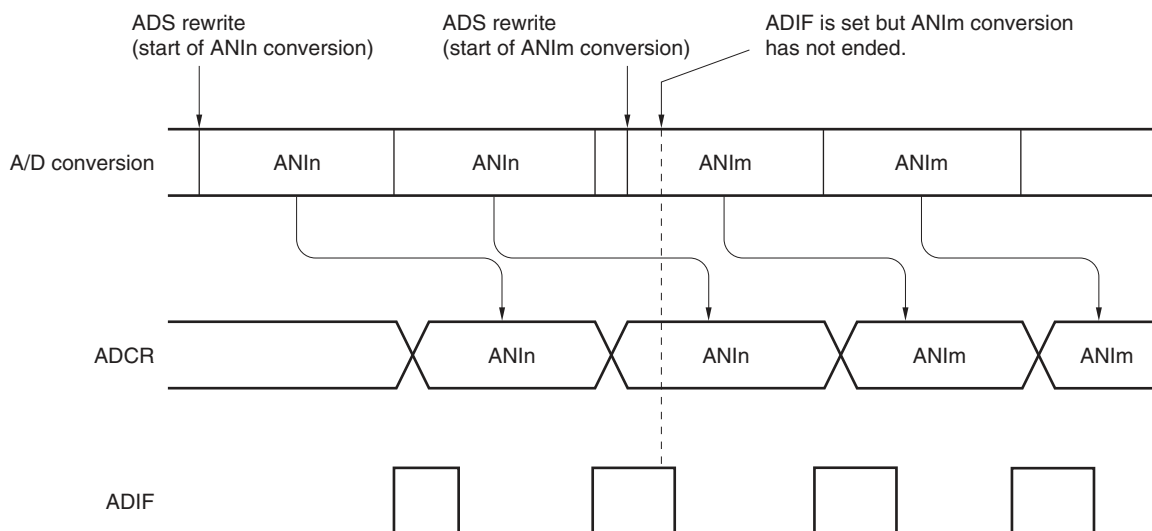 ADS rewrite
(start of ANIn conversion)
ADS rewrite
(start of ANIm conversion)
ADIF is set but ANIm conversion
has not ended.
A/D conversion
ANIn
ANIn
ANIm
ANIm
ADCR
ANIn
ANIn
ANIm
ANIm
ADIF